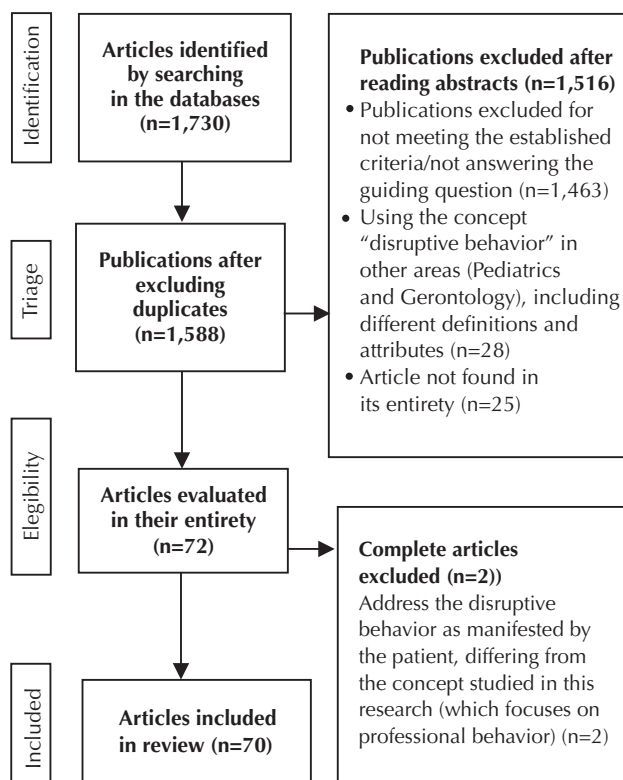 Identification
Articles identified
by searching
in the databases
(n=1,730)
Publications excluded after
reading abstracts (n=1,516)
• Publications excluded for
not meeting the established
criteria/not answering the
guiding question (n=1,463)
• Using the concept
“disruptive behavior” in
other areas (Pediatrics
and Gerontology), including
different definitions and
attributes (n=28)
• Article not found in
its entirety (n=25)
Triage
Publications after
excluding
duplicates
(n=1,588)
Elegibility
Articles evaluated
in their entirety
(n=72)
Complete articles
excluded (n=2))
Address the disruptive
behavior as manifested by
the patient, differing from
the concept studied in this
research (which focuses on
professional behavior) (n=2)
Included
Articles included
in review (n=70)